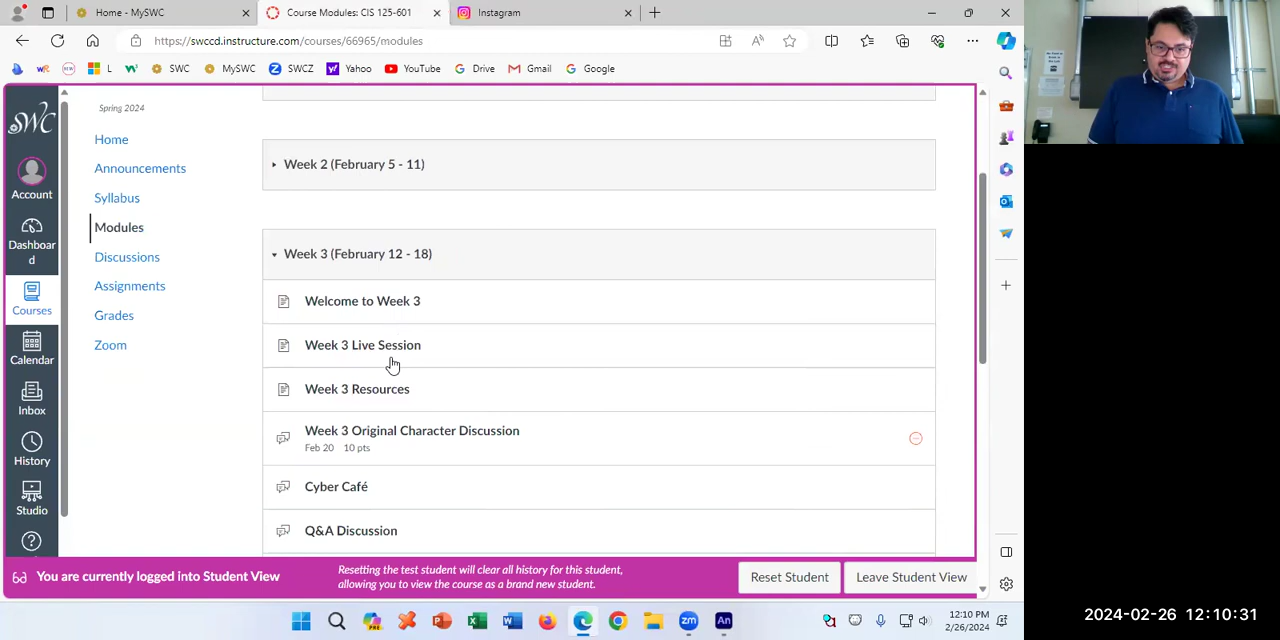 Home - MySWC
Course Modules: CIS 125-601
Instagram
https://swccd.instructure.com/courses/66965/modules
L
SWC
MySWC
SWCZ
Yahoo
YouTube
Drive
Gmail
Google
SWC
Account
Dashboar
d
Courses
Calendar
Inbox
History
Studio
Spring 2024
Home
Announcements
Syllabus
Modules
Discussions
Assignments
Grades
Zoom
Week 2 (February 5 - 11)
Week 3 (February 12 - 18)
Welcome to Week 3
Week 3 Live Session
Week 3 Resources
Week 3 Original Character Discussion
Feb 20 10 pts
Cyber Café
Q&A Discussion
You are currently logged into Student View
Resetting the test student will clear all history for this student,
allowing you to view the course as a brand new student.
Reset Student
Leave Student View
12:10 PM
2/26/2024
2024-02-26 12:10:31